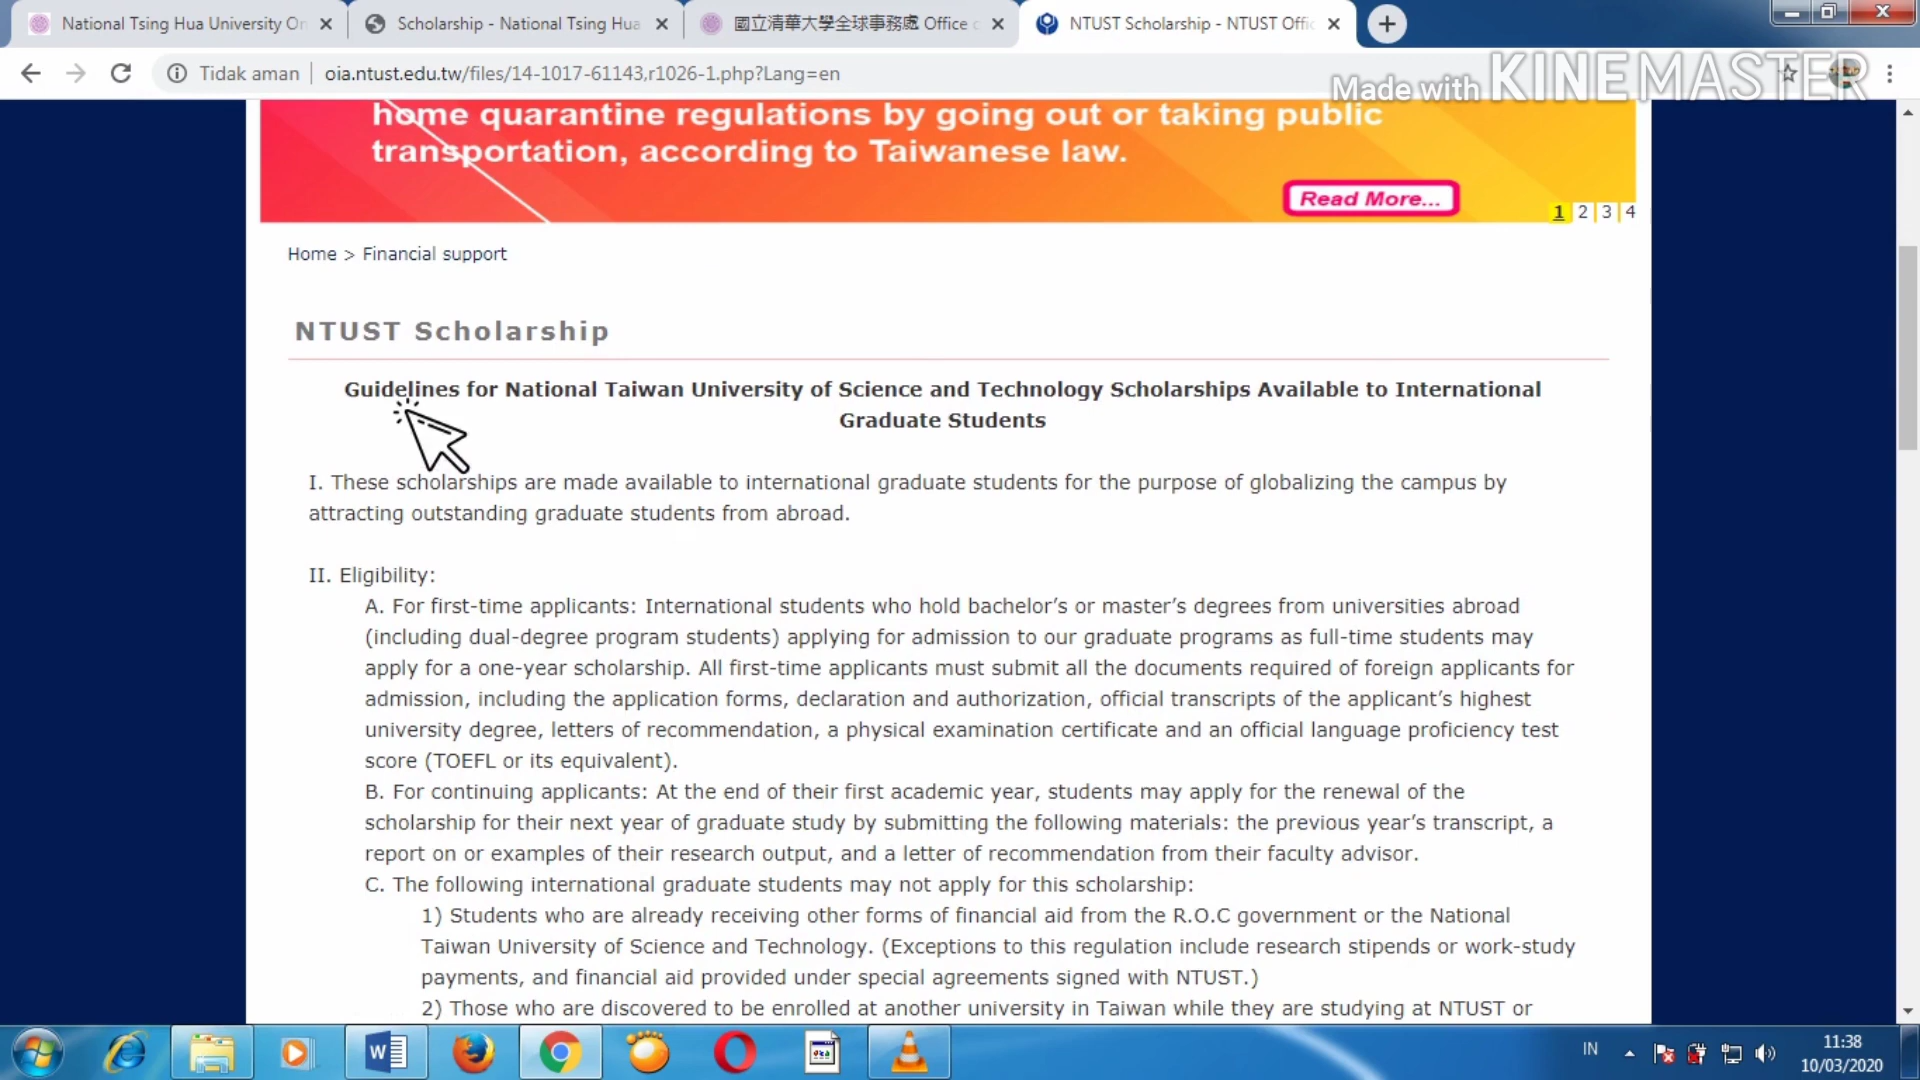 National Tsing Hua University On
Scholarship - National Tsing Hua
國立清華大學全球事務處 Office
NTUST Scholarship - NTUST Offic
Tidak aman
oia.ntust.edu.tw/files/14-1017-61143,r1026-1.php?Lang=en
Made with KINEMASTER
home quarantine regulations by going out or taking public
transportation, according to Taiwanese law.
Read More...
1 2 3 4
Home > Financial support
NTUST Scholarship
Guidelines for National Taiwan University of Science and Technology Scholarships Available to International
Graduate Students
I. These scholarships are made available to international graduate students for the purpose of globalizing the campus by
attracting outstanding graduate students from abroad.
II. Eligibility:
A. For first-time applicants: International students who hold bachelor’s or master’s degrees from universities abroad
(including dual-degree program students) applying for admission to our graduate programs as full-time students may
apply for a one-year scholarship. All first-time applicants must submit all the documents required of foreign applicants for
admission, including the application forms, declaration and authorization, official transcripts of the applicant’s highest
university degree, letters of recommendation, a physical examination certificate and an official language proficiency test
score (TOEFL or its equivalent).
B. For continuing applicants: At the end of their first academic year, students may apply for the renewal of the
scholarship for their next year of graduate study by submitting the following materials: the previous year’s transcript, a
report on or examples of their research output, and a letter of recommendation from their faculty advisor.
C. The following international graduate students may not apply for this scholarship:
1) Students who are already receiving other forms of financial aid from the R.O.C government or the National
Taiwan University of Science and Technology. (Exceptions to this regulation include research stipends or work-study
payments, and financial aid provided under special agreements signed with NTUST.)
2) Those who are discovered to be enrolled at another university in Taiwan while they are studying at NTUST or
IN
11:38
10/03/2020